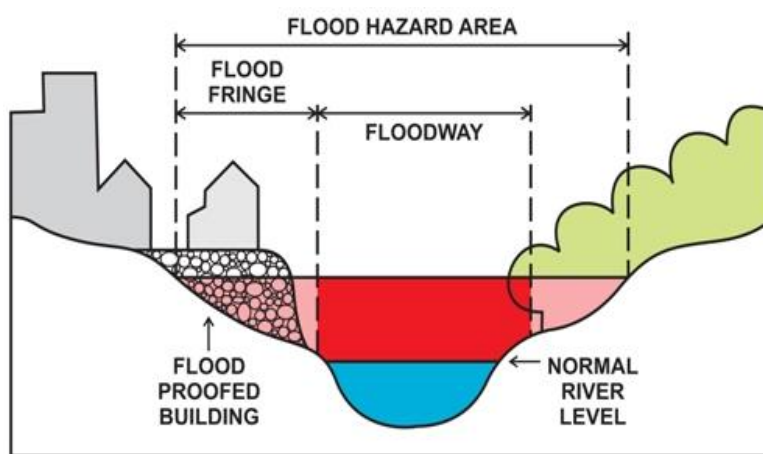 FLOOD HAZARD AREA
FLOOD
FRINGE
FLOODWAY
FLOOD
PROOFED
BUILDING
NORMAL
RIVER
LEVEL